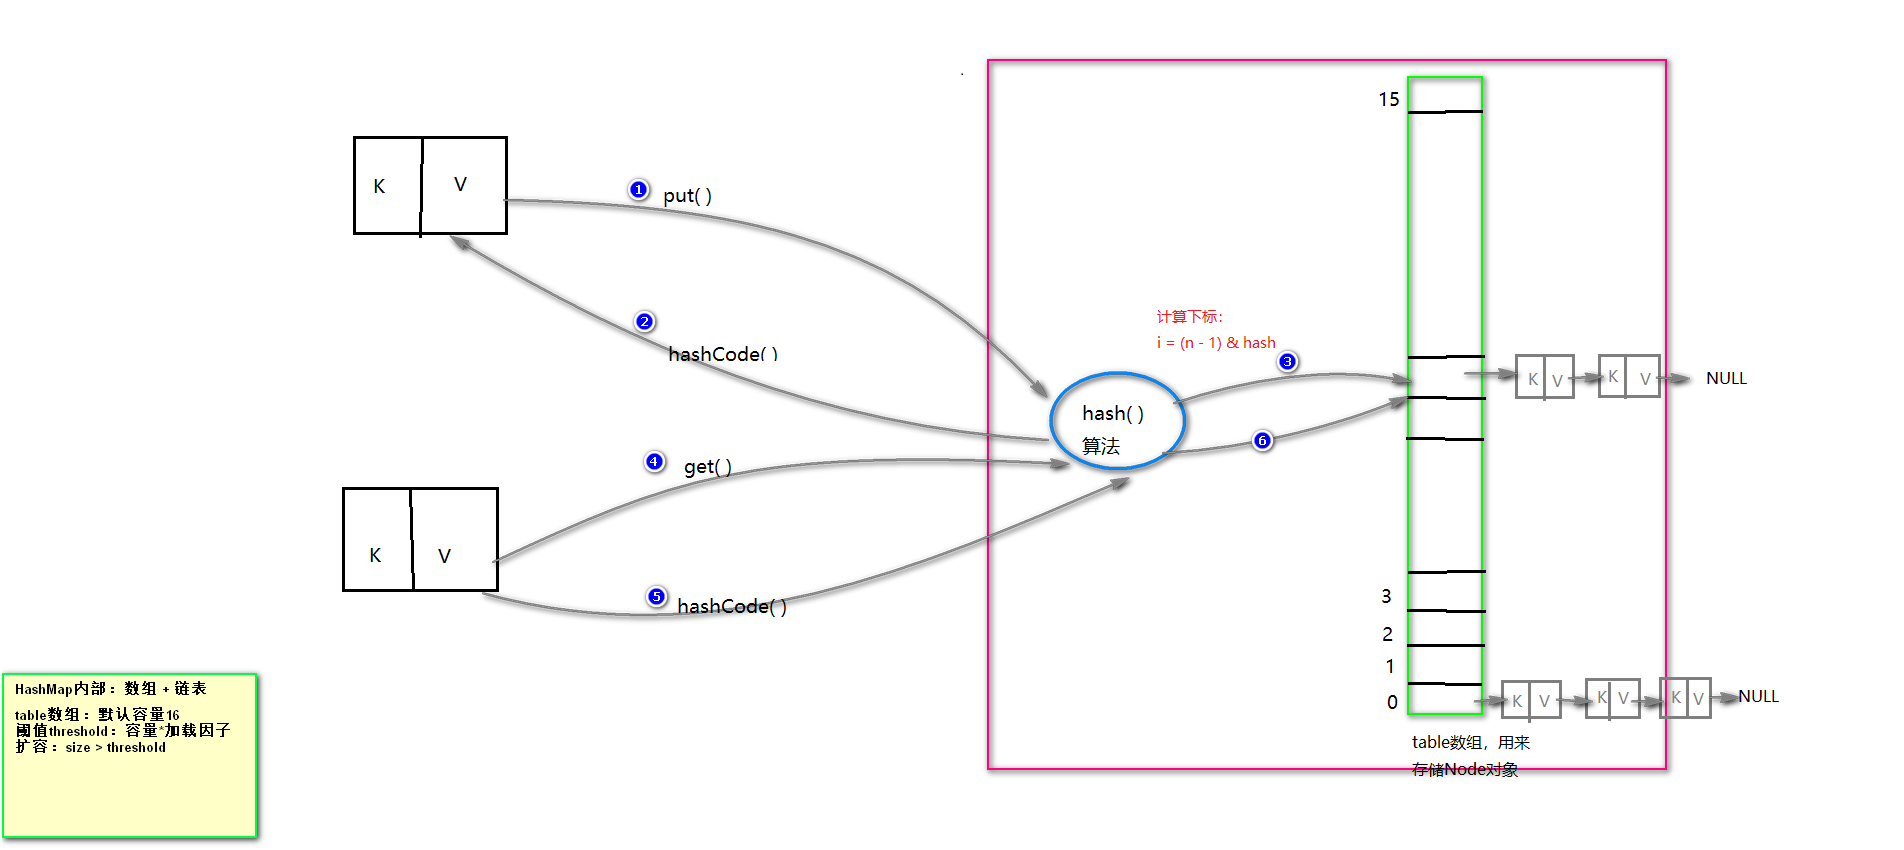 15
K
V
1
put( )
2
hashCode( )
计算下标：
i = (n - 1) & hash
3
K
V
K
V
NULL
hash( )
算法
6
4
get( )
K
V
5
hashCode( )
3
2
1
0
K
V
K
V
K
V
NULL
table数组，用来
存储Node对象
HashMap内部：数组 + 链表
table数组：默认容量16
阈值threshold：容量*加载因子
扩容：size > threshold